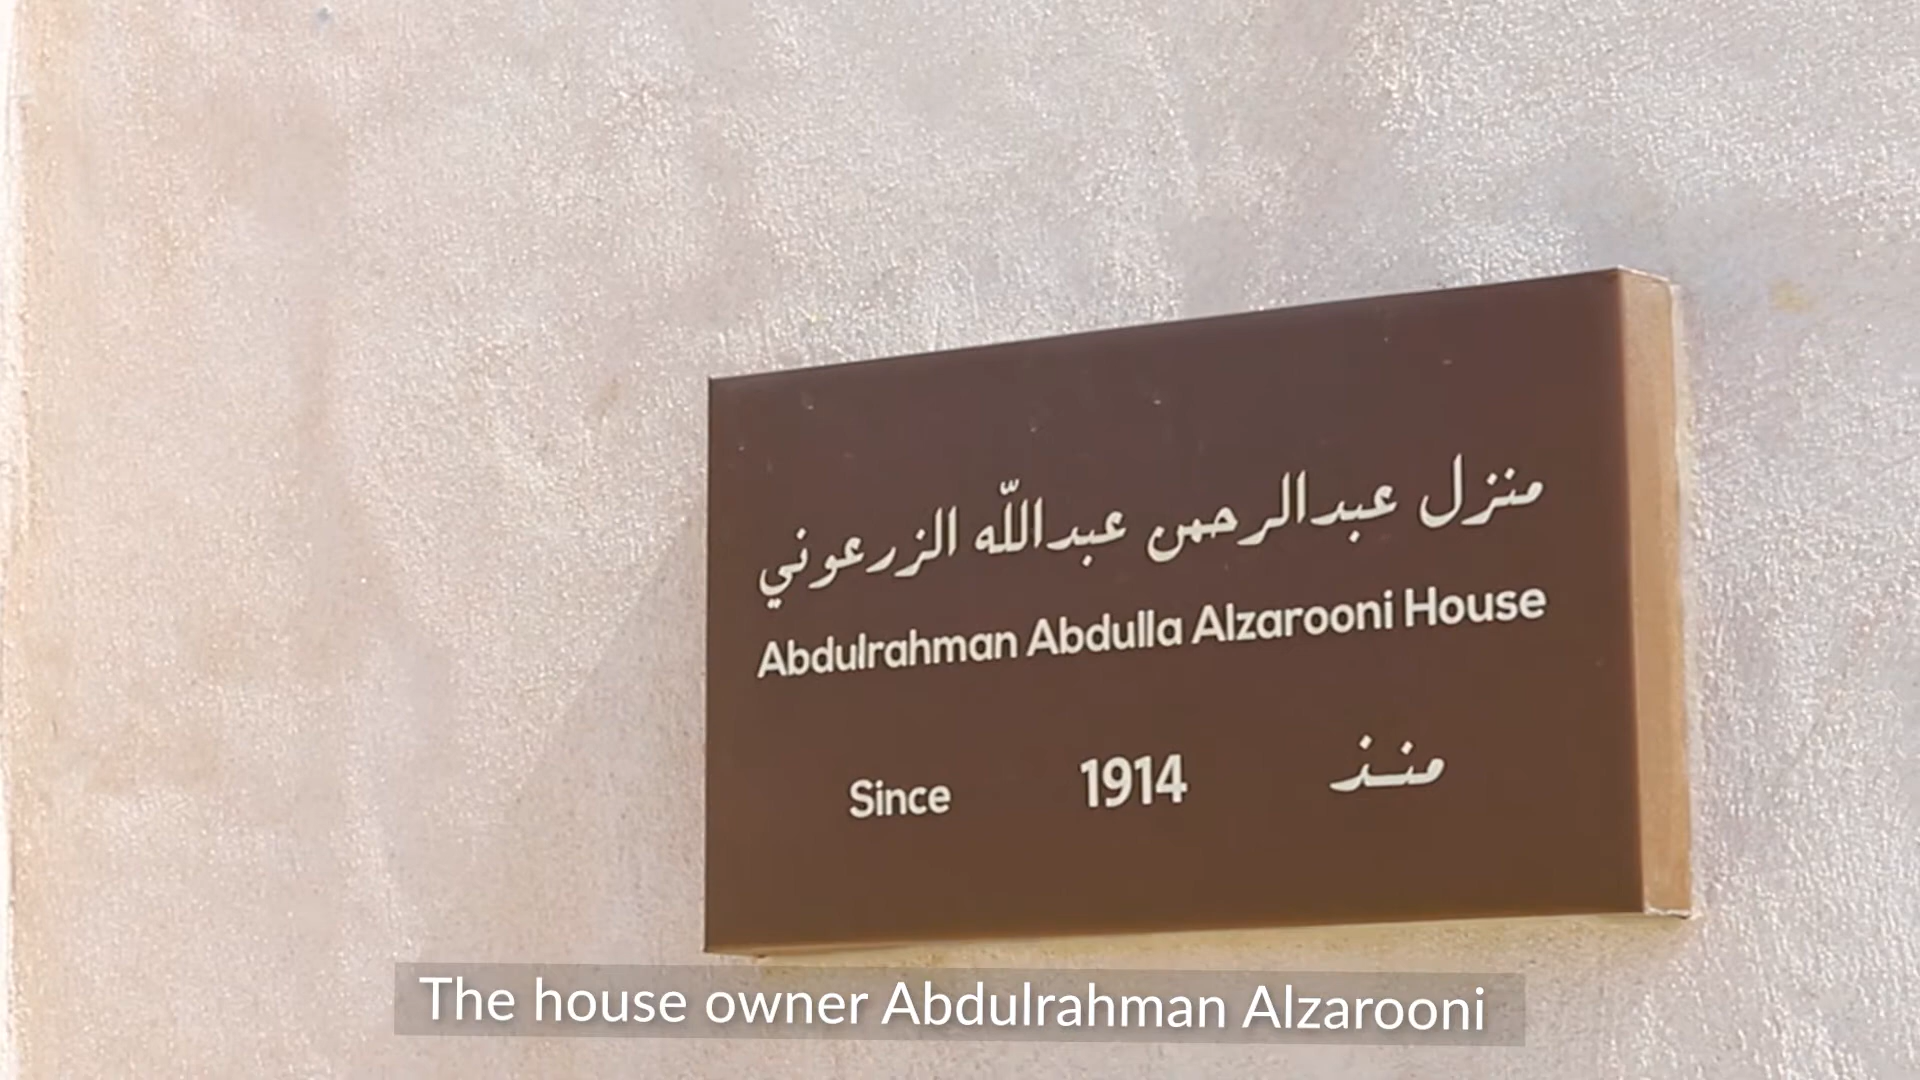 منزل عبدالرحمن عبدالله الزرعوني
Abdulrahman Abdulla Alzarooni House
Since 1914 منذ
The house owner Abdulrahman Alzarooni